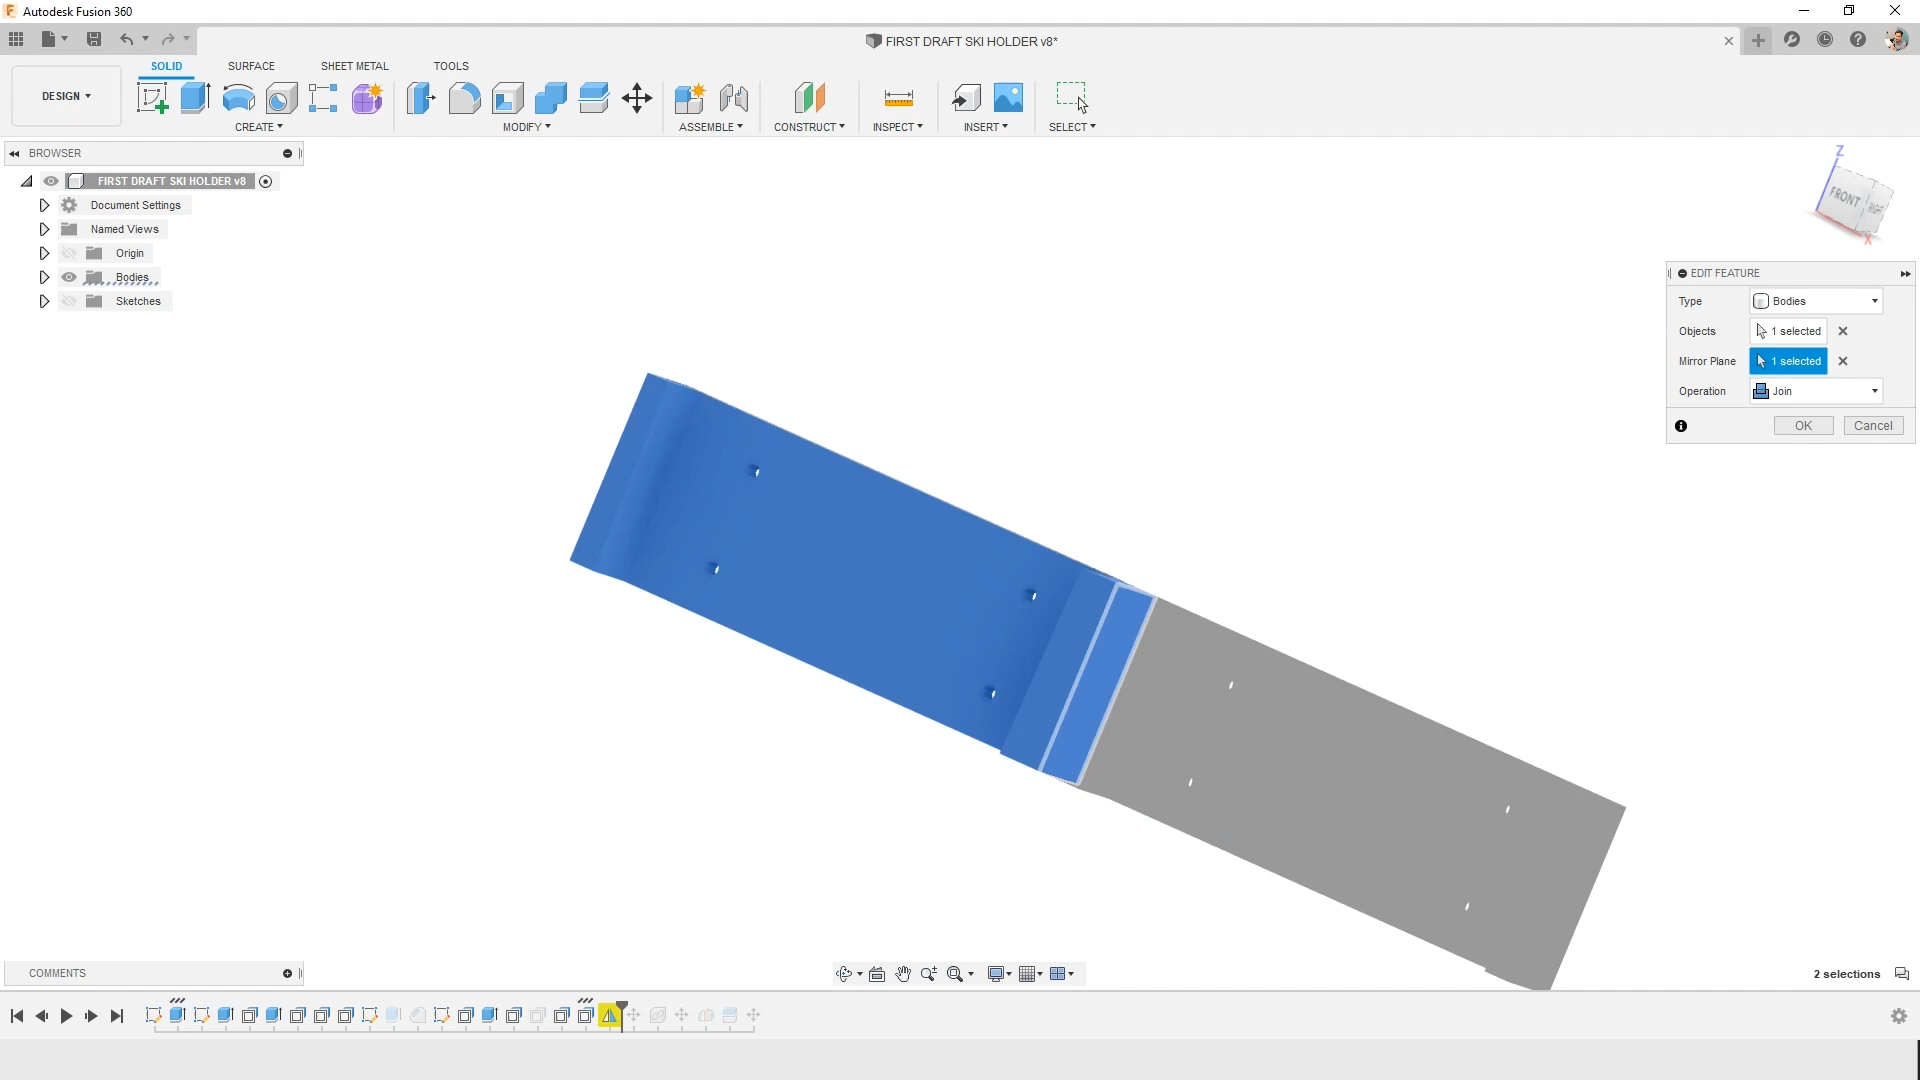 Autodesk Fusion 360
FIRST DRAFT SKI HOLDER v8*
DESIGN
SOLID
SURFACE
SHEET METAL
TOOLS
CREATE
MODIFY
ASSEMBLE
CONSTRUCT
INSPECT
INSERT
SELECT
BROWSER
FIRST DRAFT SKI HOLDER v8
Document Settings
Named Views
Origin
Bodies
Sketches
Z
FRONT
RIGHT
X
EDIT FEATURE
Type Bodies
Objects 1 selected
Mirror Plane 1 selected
Operation Join
OK Cancel
COMMENTS
2 selections